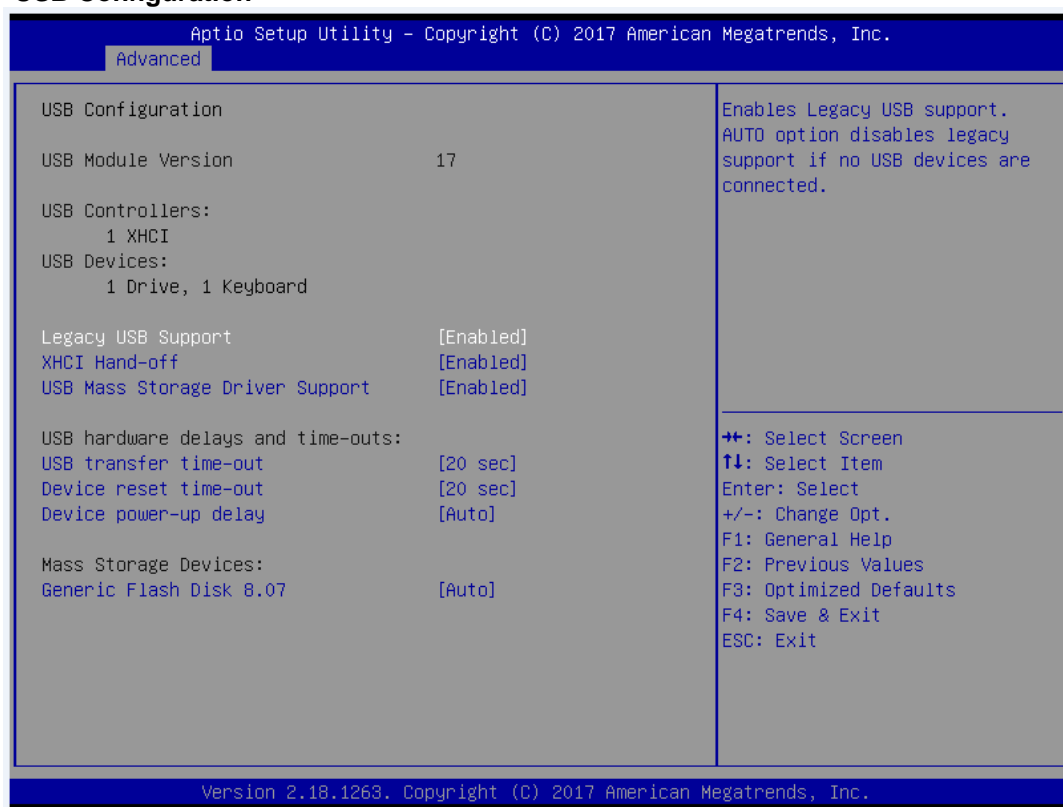 USB Configuration
Aptio Setup Utility – Copyright (C) 2017 American Megatrends, Inc.
Advanced
USB Configuration
USB Module Version 17
USB Controllers:
1 XHCI
USB Devices:
1 Drive, 1 Keyboard
Legacy USB Support [Enabled]
XHCI Hand-off [Enabled]
USB Mass Storage Driver Support [Enabled]
USB hardware delays and time-outs:
USB transfer time-out [20 sec]
Device reset time-out [20 sec]
Device power-up delay [Auto]
Mass Storage Devices:
Generic Flash Disk 8.07 [Auto]
Enables Legacy USB support.
AUTO option disables legacy
support if no USB devices are
connected.
→←: Select Screen
↑↓: Select Item
Enter: Select
+/-: Change Opt.
F1: General Help
F2: Previous Values
F3: Optimized Defaults
F4: Save & Exit
ESC: Exit
Version 2.18.1263. Copyright (C) 2017 American Megatrends, Inc.